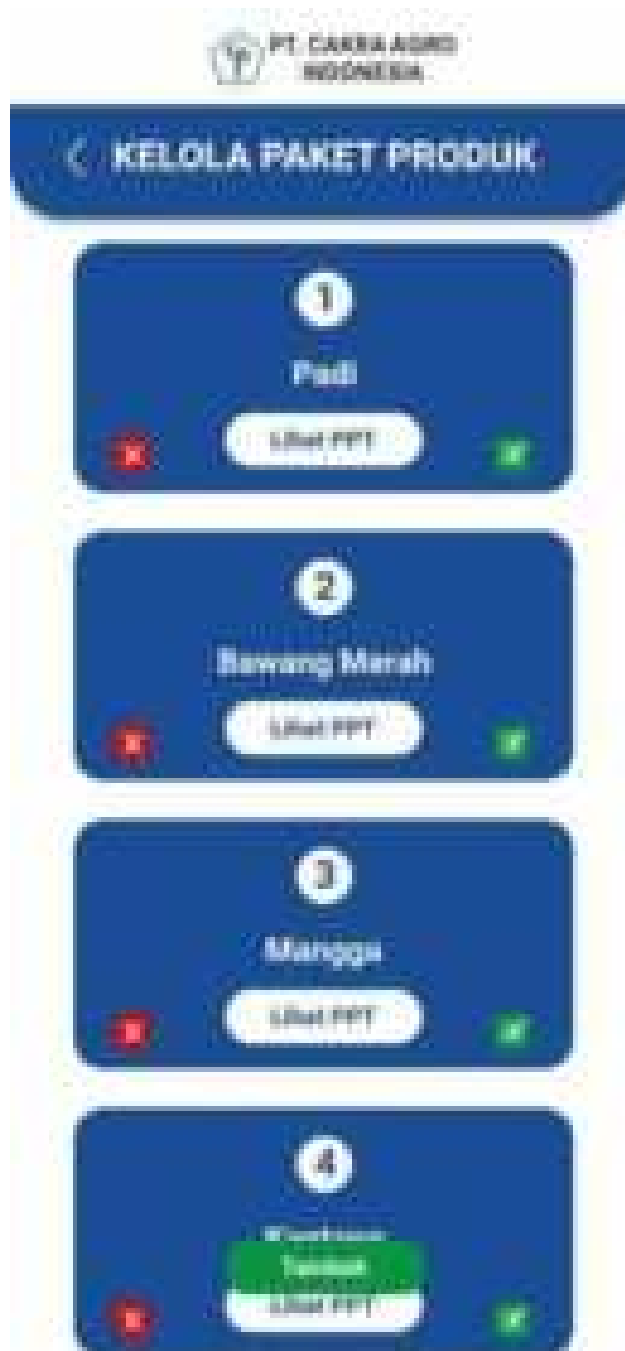 PT. CAKRA AGRO
INDONESIA
KELOLA PAKET PRODUK
1
Padi
Lihat PPT
2
Bawang Merah
Lihat PPT
3
Mangga
Lihat PPT
4
Tambah
Lihat PPT